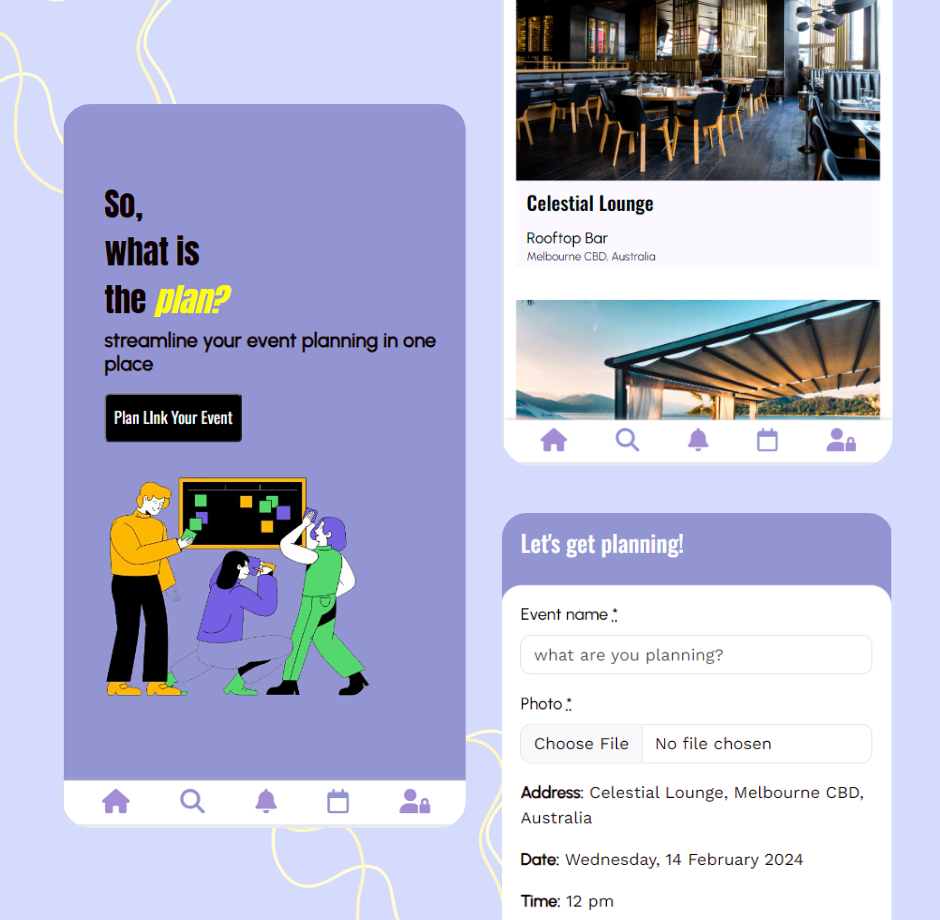 So,
what is
the plan?
streamline your event planning in one
place
Plan LInk Your Event
Celestial Lounge
Rooftop Bar
Melbourne CBD, Australia
Let's get planning!
Event name *
what are you planning?
Photo *
Choose File No file chosen
Address: Celestial Lounge, Melbourne CBD,
Australia
Date: Wednesday, 14 February 2024
Time: 12 pm